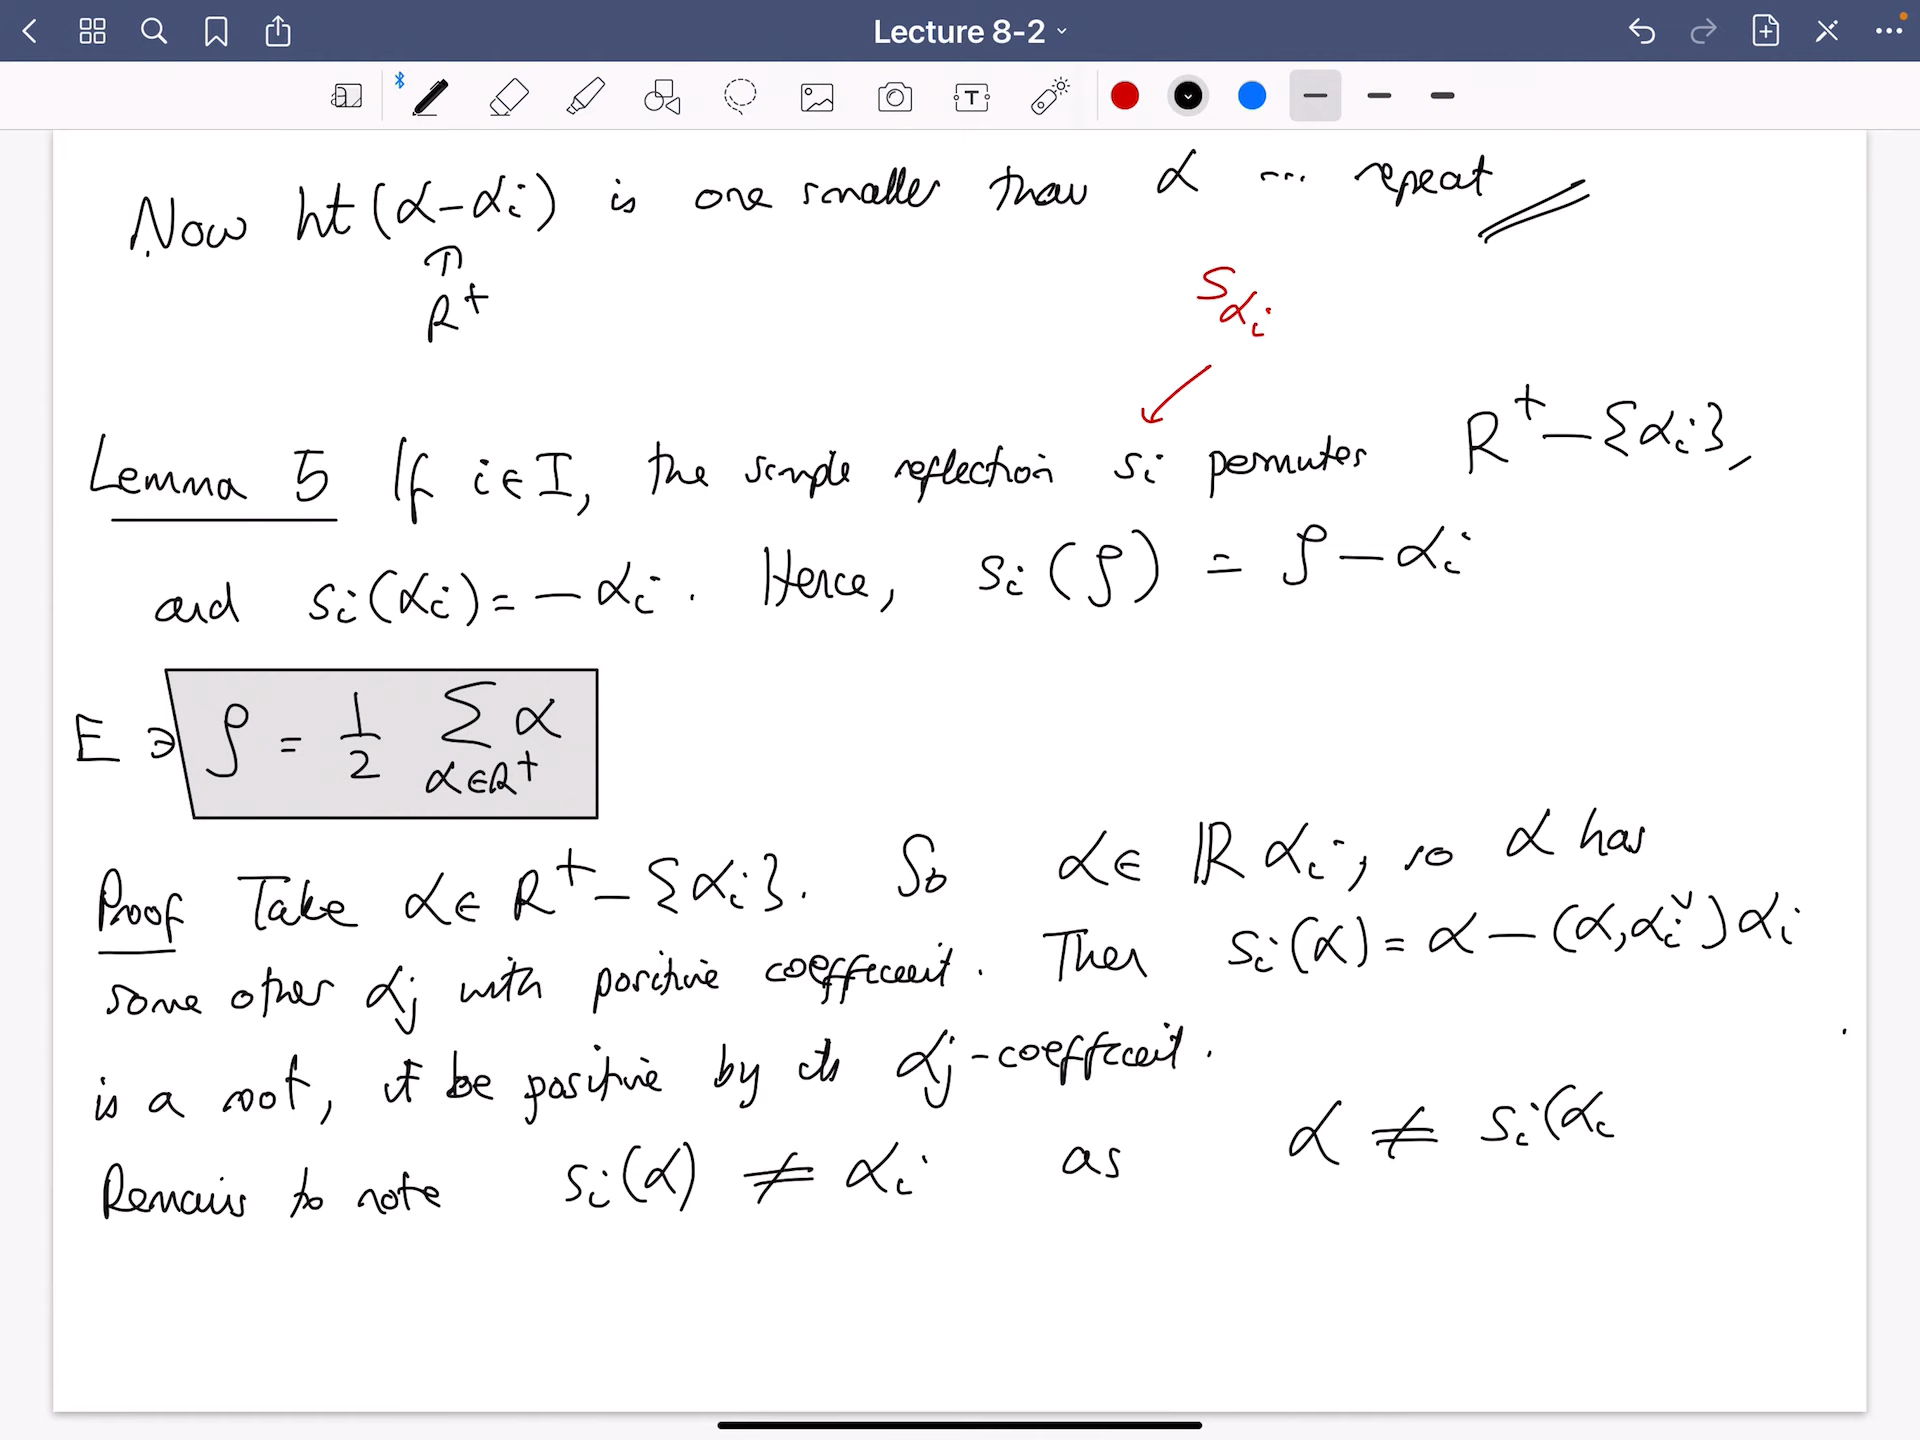 Lecture 8-2
Now ht(α-αi) is one smaller than α ... repeat
↑
R⁺
Sαi
Lemma 5 If i∈I, the simple reflection si permutes R⁺-{αi},
and si(αi) = -αi. Hence, si(ρ) = ρ-αi
E ∋ ρ = 1/2 Σ α
α∈R⁺
Proof Take α∈R⁺-{αi}. So α∈ ℝαi, so α has
some other αj with positive coefficient. Then si(α) = α-(α,αi^∨)αi
is a root, it be positive by its αj-coefficient.
Remains to note si(α) ≠ αi as α ≠ si(αi